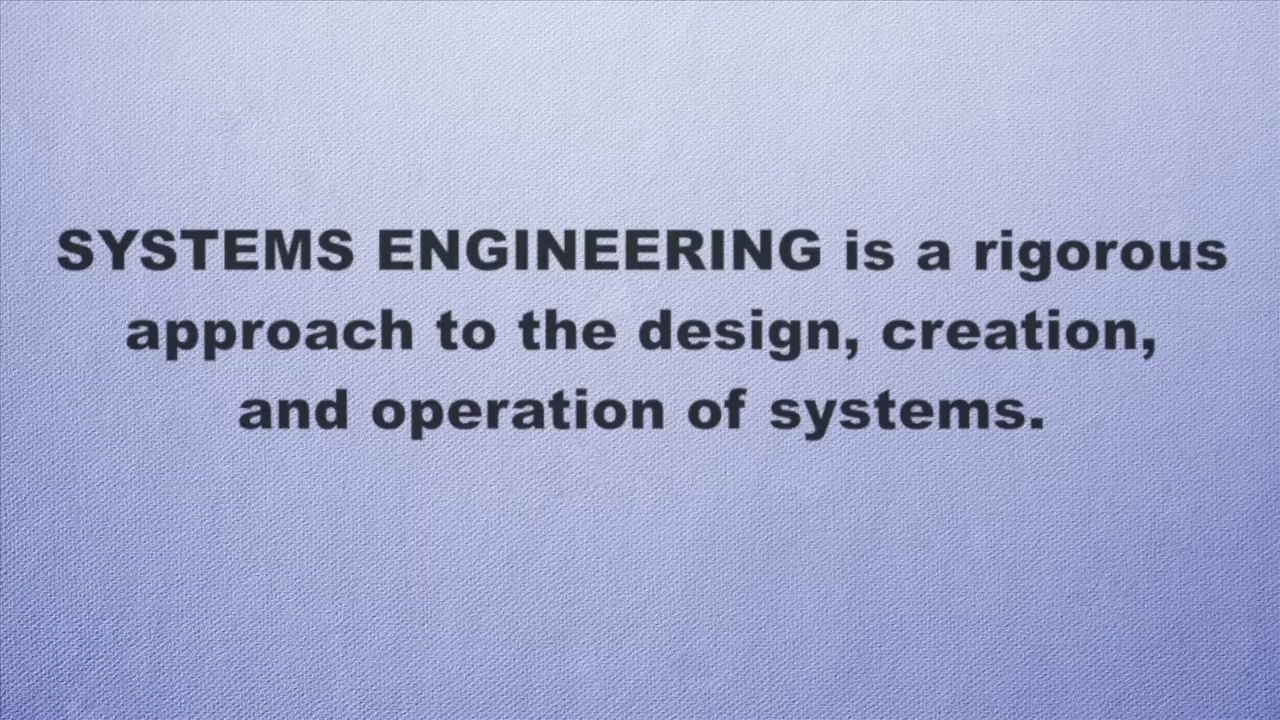 SYSTEMS ENGINEERING is a rigorous
approach to the design, creation,
and operation of systems.